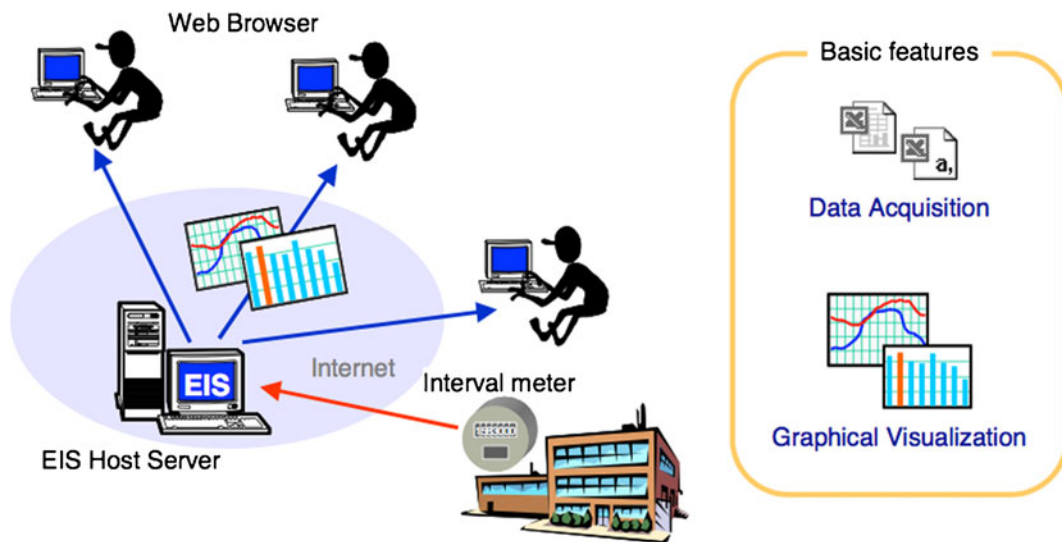 Web Browser
Basic features
Data Acquisition
a,
EIS
Internet
Interval meter
EIS Host Server
Graphical Visualization